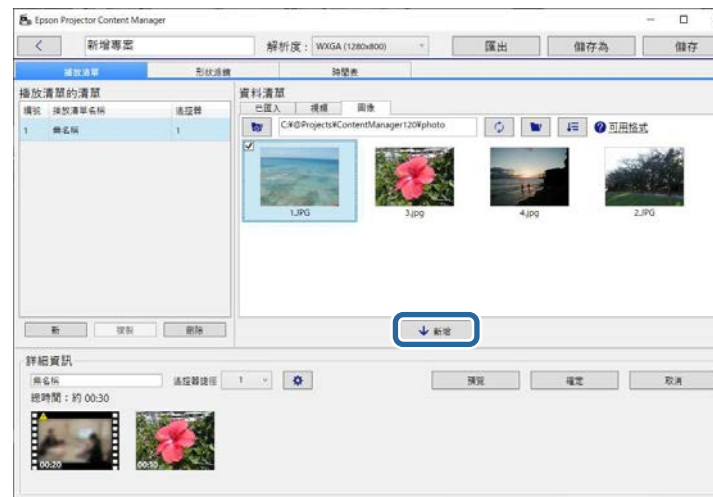 Epson Projector Content Manager
新增專案
解析度： WXGA (1280x800)
匯出
儲存為
儲存
播放清單
形狀濾鏡
時間表
播放清單的清單
編號 播放清單名稱 遙控器
1 無名稱 1
資料清單
已匯入 視頻 圖像
C:¥@Projects¥ContentManager120¥photo
可用格式
1.JPG
3.jpg
4.jpg
2.JPG
新 複製 刪除
新增
詳細資訊
無名稱
遙控器捷徑 1
預覽
確定
取消
總時間：約 00:30
00:20
00:10